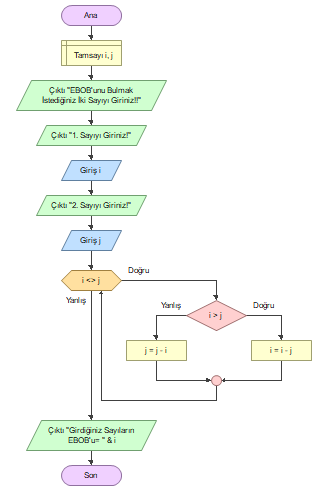 Ana
Tamsayı i, j
Çıktı "EBOB'unu Bulmak
İstediğiniz İki Sayıyı Giriniz!!"
Çıktı "1. Sayıyı Giriniz!"
Giriş i
Çıktı "2. Sayıyı Giriniz!"
Giriş j
i <> j
Doğru
Yanlış
Yanlış
i > j
Doğru
j = j - i
i = i - j
Çıktı "Girdiğiniz Sayıların
EBOB'u= " & i
Son